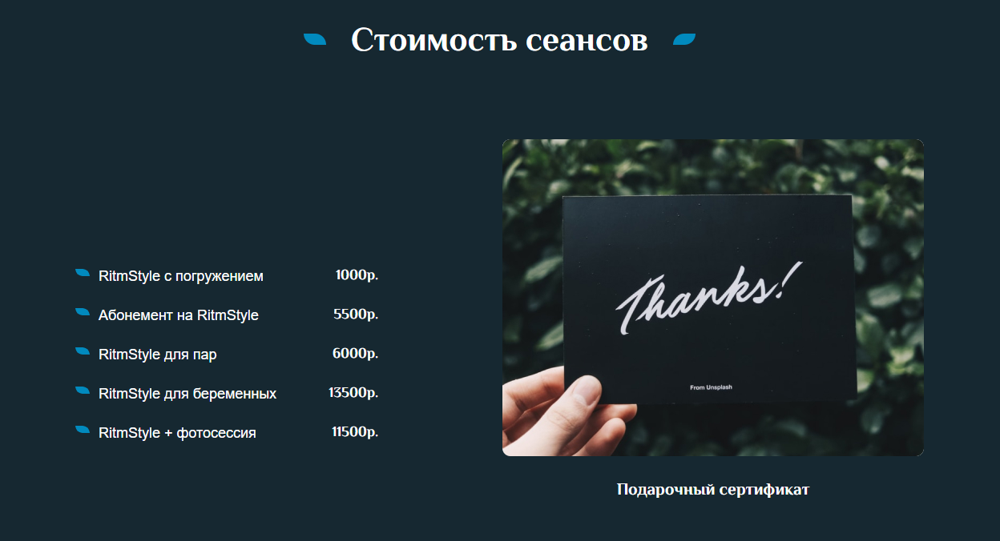 Стоимость сеансов
RitmStyle с погружением 1000р.
Абонемент на RitmStyle 5500р.
RitmStyle для пар 6000р.
RitmStyle для беременных 13500р.
RitmStyle + фотосессия 11500р.
Thanks!
From Unsplash
Подарочный сертификат